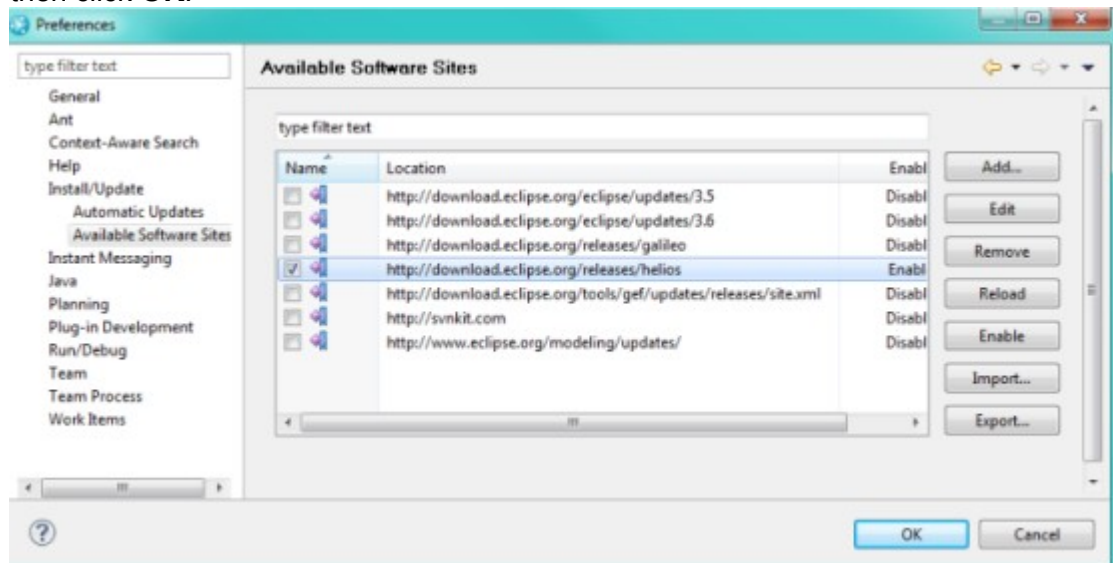 then click OK.
Preferences
type filter text
General
Ant
Context-Aware Search
Help
Install/Update
Automatic Updates
Available Software Sites
Instant Messaging
Java
Planning
Plug-in Development
Run/Debug
Team
Team Process
Work Items
Available Software Sites
type filter text
Name Location Enabl
http://download.eclipse.org/eclipse/updates/3.5 Disabl
http://download.eclipse.org/eclipse/updates/3.6 Disabl
http://download.eclipse.org/releases/galileo Disabl
http://download.eclipse.org/releases/helios Enabl
http://download.eclipse.org/tools/gef/updates/releases/site.xml Disabl
http://svnkit.com Disabl
http://www.eclipse.org/modeling/updates/ Disabl
Add...
Edit
Remove
Reload
Enable
Import...
Export...
OK Cancel